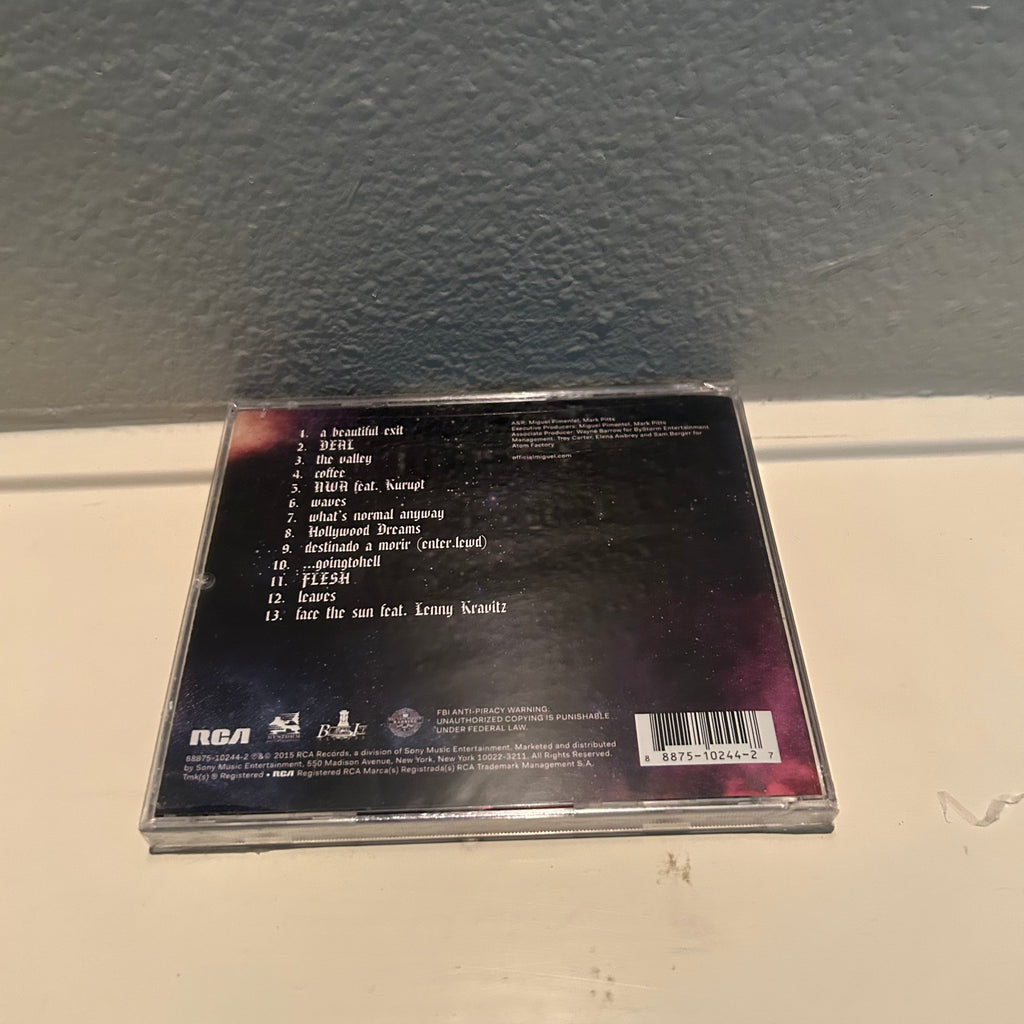 1. a beautiful exit
2. DEAL
3. the valley
4. coffee
5. NWA feat. Kurupt
6. waves
7. what's normal anyway
8. Hollywood Dreams
9. destinado a morir (enter.lewd)
10. ...goingtohell
11. FLESH
12. leaves
13. face the sun feat. Lenny Kravitz
A&R: Miguel Pimentel, Mark Pitts
Executive Producers: Miguel Pimentel, Mark Pitts
Associate Producer: Wayne Barrow for ByStorm Entertainment
Management: Troy Carter, Elena Awbrey and Sam Berger for
Atom Factory
officialmiguel.com
RCA
FBI ANTI-PIRACY WARNING:
UNAUTHORIZED COPYING IS PUNISHABLE
UNDER FEDERAL LAW.
88875-10244-2 ℗&© 2015 RCA Records, a division of Sony Music Entertainment. Marketed and distributed
by Sony Music Entertainment, 550 Madison Avenue, New York, New York 10022-3211. All Rights Reserved.
Tmk(s) ® Registered • RCA Registered RCA Marca(s) Registrada(s) RCA Trademark Management S.A.
8 8875-10244-2 7